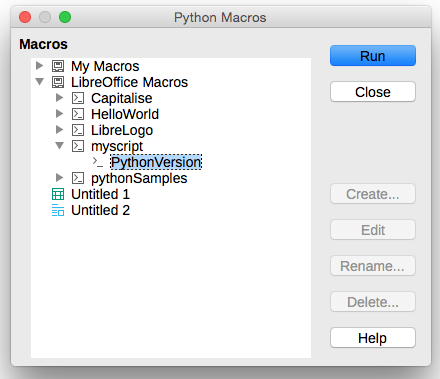 Python Macros
Macros
My Macros
LibreOffice Macros
Capitalise
HelloWorld
LibreLogo
myscript
PythonVersion
pythonSamples
Untitled 1
Untitled 2
Run
Close
Create...
Edit
Rename...
Delete...
Help